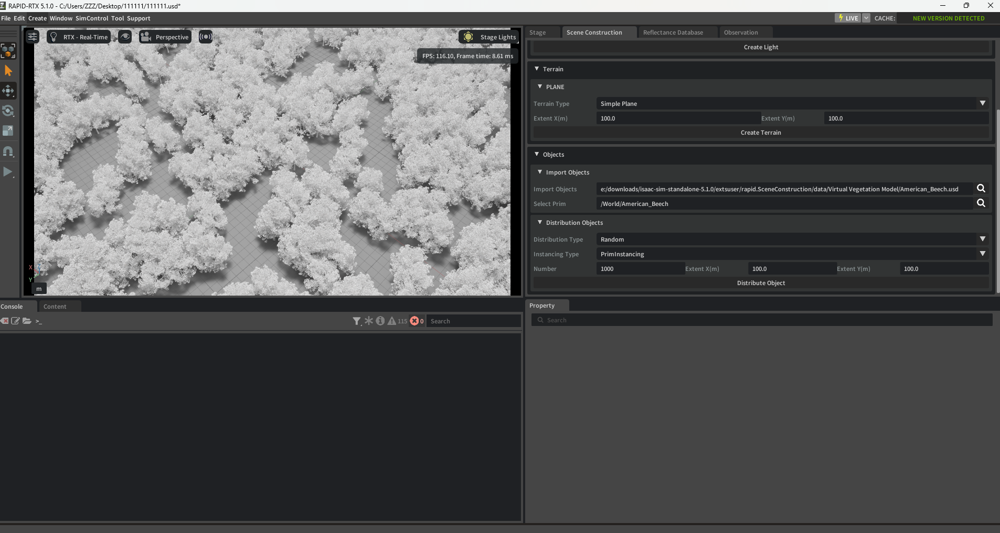 RAPID-RTX 5.1.0 - C:/Users/ZZZ/Desktop/111111/111111.usd*
File Edit Create Window SimControl Tool Support
LIVE CACHE: NEW VERSION DETECTED
RTX - Real-Time
Perspective
Stage Lights
FPS: 116.10, Frame time: 8.61 ms
X Z
Y
m
Stage Scene Construction Reflectance Database Observation
Create Light
Terrain
PLANE
Terrain Type Simple Plane
Extent X(m) 100.0 Extent Y(m) 100.0
Create Terrain
Objects
Import Objects
Import Objects e:/downloads/isaac-sim-standalone-5.1.0/extsuser/rapid.SceneConstruction/data/Virtual Vegetation Model/American_Beech.usd
Select Prim /World/American_Beech
Distribution Objects
Distribution Type Random
Instancing Type PrimInstancing
Number 1000 Extent X(m) 100.0 Extent Y(m) 100.0
Distribute Object
Console Content
>_ 115 0 Search
Property
Search